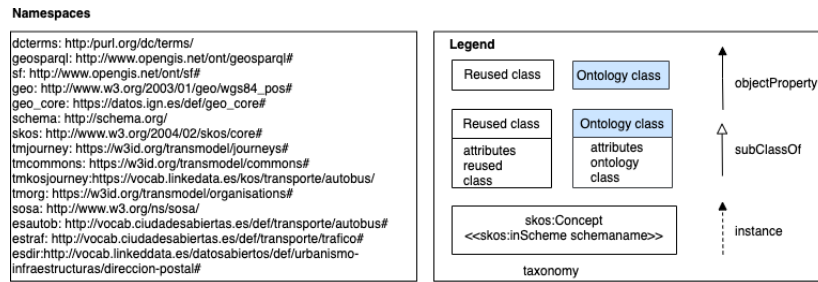 Namespaces
dcterms: http:/purl.org/dc/terms/
geosparql: http://www.opengis.net/ont/geosparql#
sf: http://www.opengis.net/ont/sf#
geo: http://www.w3.org/2003/01/geo/wgs84_pos#
geo_core: https://datos.ign.es/def/geo_core#
schema: http://schema.org/
skos: http://www.w3.org/2004/02/skos/core#
tmjourney: https://w3id.org/transmodel/journeys#
tmcommons: https://w3id.org/transmodel/commons#
tmkosjourney:https://vocab.linkedata.es/kos/transporte/autobus/
tmorg: https://w3id.org/transmodel/organisations#
sosa: http://www.w3.org/ns/sosa/
esautob: http://vocab.ciudadesabiertas.es/def/transporte/autobus#
estraf: http://vocab.ciudadesabiertas.es/def/transporte/trafico#
esdir:http://vocab.linkeddata.es/datosabiertos/def/urbanismo-
infraestructuras/direccion-postal#
Legend
Reused class
Ontology class
objectProperty
Reused class
attributes
reused
class
Ontology class
attributes
ontology
class
subClassOf
skos:Concept
<<skos:inScheme schemaname>>
instance
taxonomy